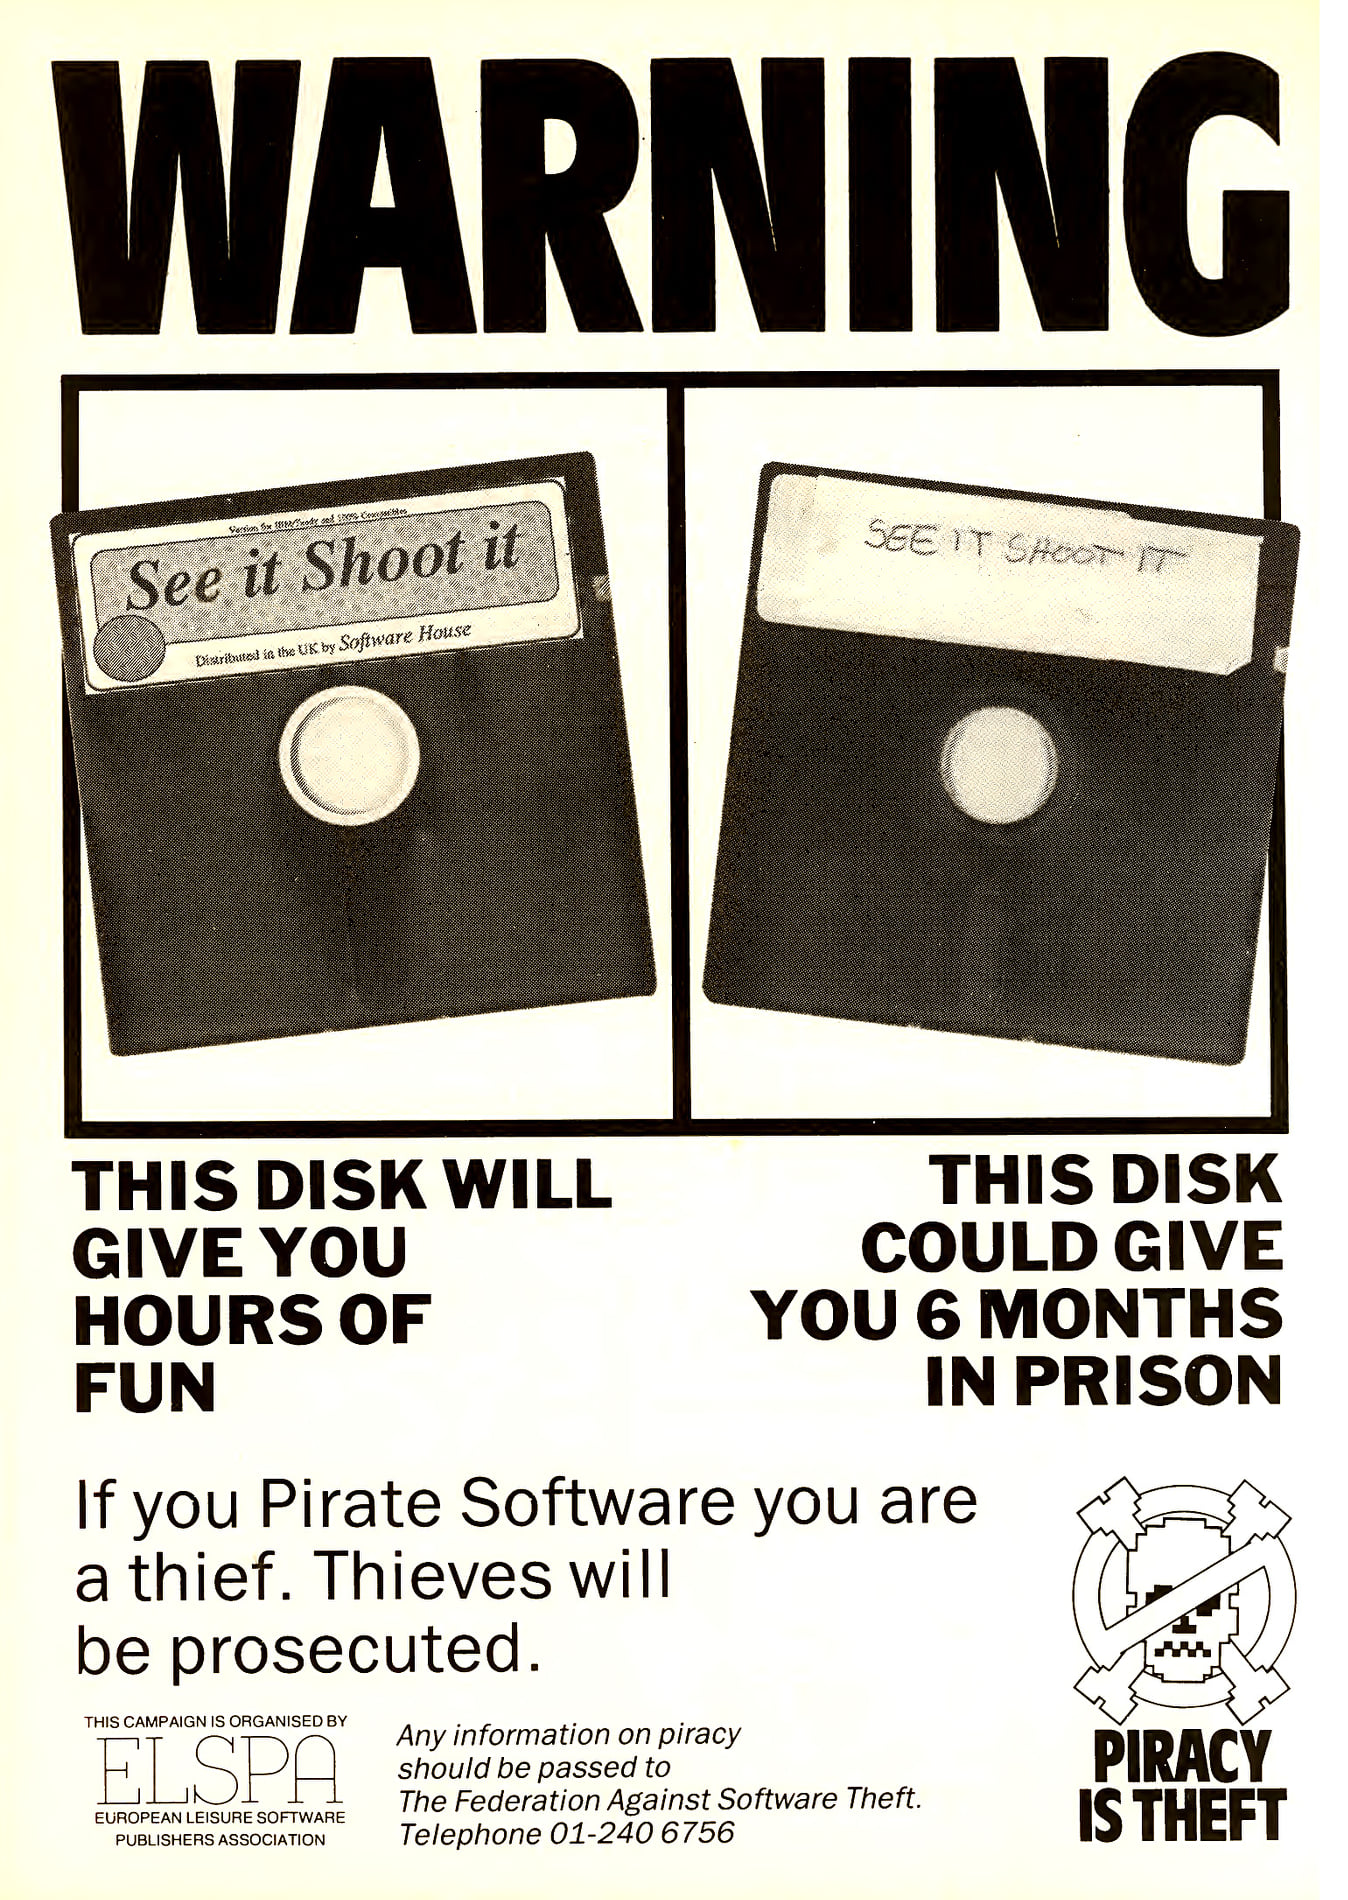 WARNING
Version for IBM/Tandy and 100% Compatibles
See it Shoot it
Distributed in the UK by Software House
SEE IT SHOOT IT
THIS DISK WILL
GIVE YOU
HOURS OF
FUN
THIS DISK
COULD GIVE
YOU 6 MONTHS
IN PRISON
If you Pirate Software you are
a thief. Thieves will
be prosecuted.
THIS CAMPAIGN IS ORGANISED BY
ELSPA
EUROPEAN LEISURE SOFTWARE
PUBLISHERS ASSOCIATION
Any information on piracy
should be passed to
The Federation Against Software Theft.
Telephone 01-240 6756
PIRACY
IS THEFT